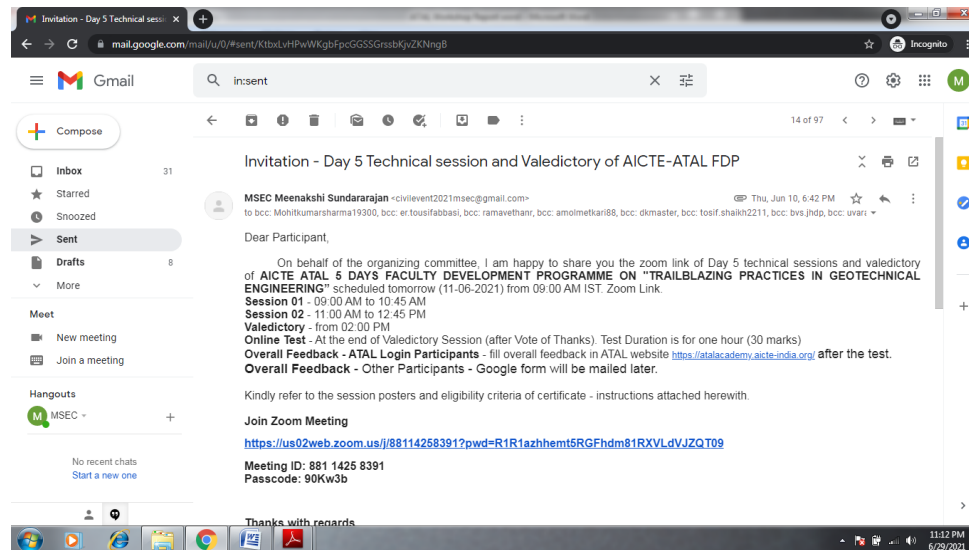 Invitation - Day 5 Technical sessi
mail.google.com/mail/u/0/#sent/KtbxLvHPwWKgbFpcGGSSGrssbKjvZKNngB
Incognito
Gmail
in:sent
M
Compose
14 of 97
Inbox 31
Starred
Snoozed
Sent
Drafts 8
More
Meet
New meeting
Join a meeting
Hangouts
M MSEC
No recent chats
Start a new one
Invitation - Day 5 Technical session and Valedictory of AICTE-ATAL FDP
MSEC Meenakshi Sundararajan <civilevent2021msec@gmail.com> Thu, Jun 10, 6:42 PM
to bcc: Mohitkumarsharma19300, bcc: er.tousifabbasi, bcc: ramavethanr, bcc: amolmetkari88, bcc: dkmaster, bcc: tosif.shaikh2211, bcc: bvs.jhdp, bcc: uvara
Dear Participant,
On behalf of the organizing committee, I am happy to share you the zoom link of Day 5 technical sessions and valedictory
of AICTE ATAL 5 DAYS FACULTY DEVELOPMENT PROGRAMME ON "TRAILBLAZING PRACTICES IN GEOTECHNICAL
ENGINEERING" scheduled tomorrow (11-06-2021) from 09:00 AM IST. Zoom Link.
Session 01 - 09:00 AM to 10:45 AM
Session 02 - 11:00 AM to 12:45 PM
Valedictory - from 02:00 PM
Online Test - At the end of Valedictory Session (after Vote of Thanks). Test Duration is for one hour (30 marks)
Overall Feedback - ATAL Login Participants - fill overall feedback in ATAL website https://atalacademy.aicte-india.org/ after the test.
Overall Feedback - Other Participants - Google form will be mailed later.
Kindly refer to the session posters and eligibility criteria of certificate - instructions attached herewith.
Join Zoom Meeting
https://us02web.zoom.us/j/88114258391?pwd=R1R1azhhemt5RGFhdm81RXVLdVJZQT09
Meeting ID: 881 1425 8391
Passcode: 90Kw3b
Thanks with regards
11:12 PM
6/29/2021